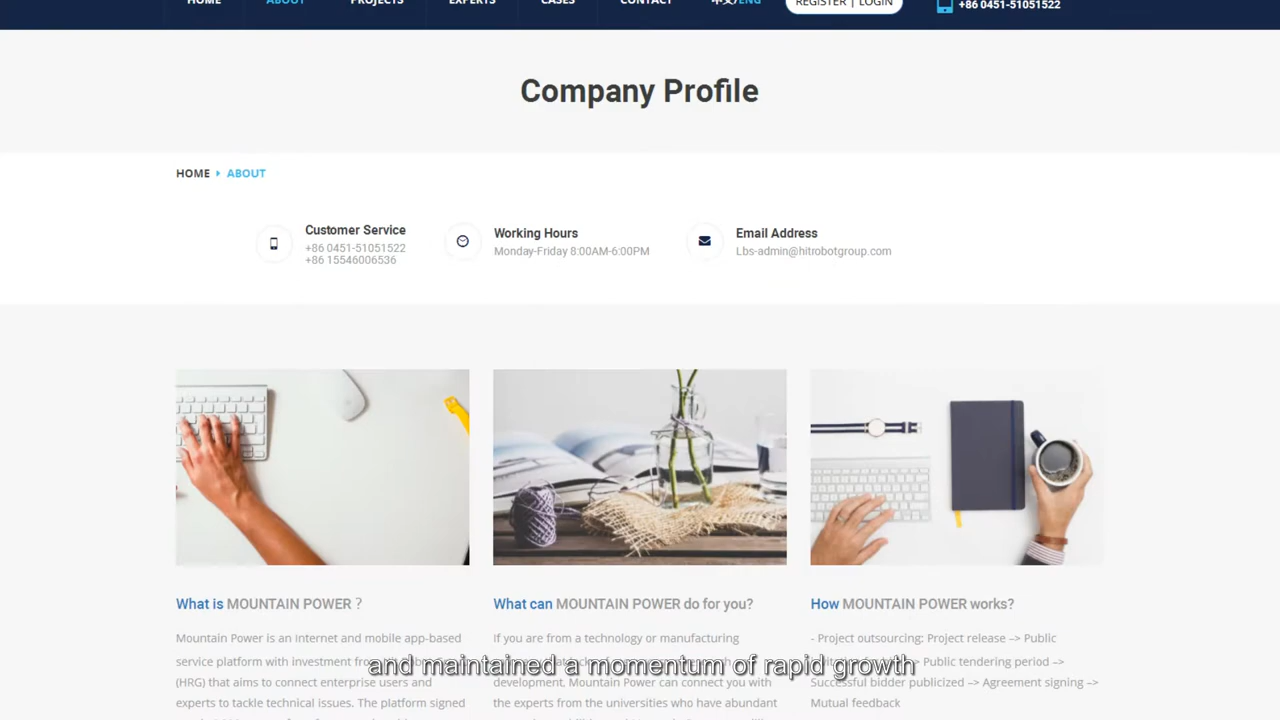 HOME ABOUT PROJECTS EXPERTS CASES CONTACT 中文/ENG REGISTER | LOGIN +86 0451-51051522
Company Profile
HOME ABOUT
Customer Service
+86 0451-51051522
+86 15546006536
Working Hours
Monday-Friday 8:00AM-6:00PM
Email Address
Lbs-admin@hitrobotgroup.com
What is MOUNTAIN POWER？
Mountain Power is an Internet and mobile app-based
service platform with investment from
(HRG) that aims to connect enterprise users and
experts to tackle technical issues. The platform signed
What can MOUNTAIN POWER do for you?
If you are from a technology or manufacturing
development, Mountain Power can connect you with
the experts from the universities who have abundant
How MOUNTAIN POWER works?
- Project outsourcing: Project release –> Public
Public tendering period –>
Successful bidder publicized –> Agreement signing –>
Mutual feedback
and maintained a momentum of rapid growth